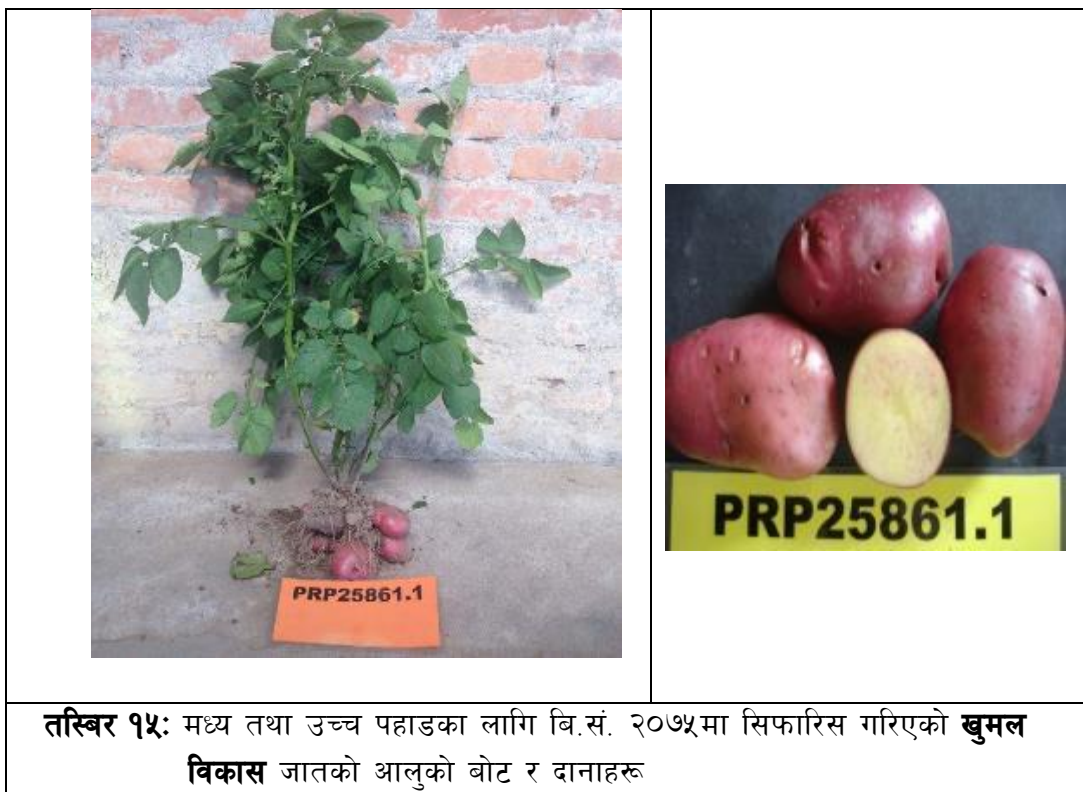 PRP25861.1
PRP25861.1
तस्बिर १५: मध्य तथा उच्च पहाडका लागि बि.सं. २०७५मा सिफारिस गरिएको खुमल
विकास जातको आलुको बोट र दानाहरू